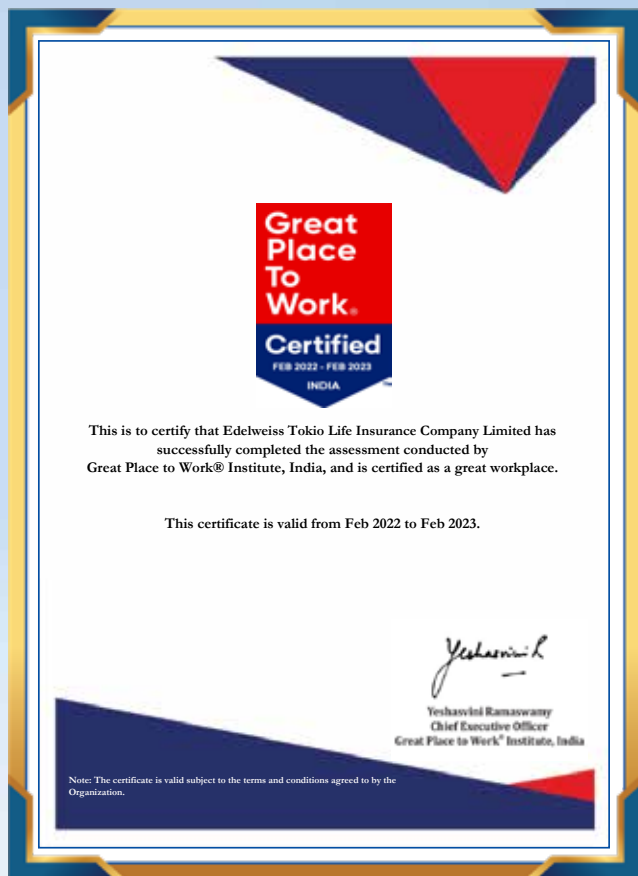 Great
Place
To
Work®
Certified
FEB 2022 - FEB 2023
INDIA
This is to certify that Edelweiss Tokio Life Insurance Company Limited has
successfully completed the assessment conducted by
Great Place to Work® Institute, India, and is certified as a great workplace.
This certificate is valid from Feb 2022 to Feb 2023.
Yeshasvini R
Yeshasvini Ramaswamy
Chief Executive Officer
Great Place to Work® Institute, India
Note: The certificate is valid subject to the terms and conditions agreed to by the
Organization.